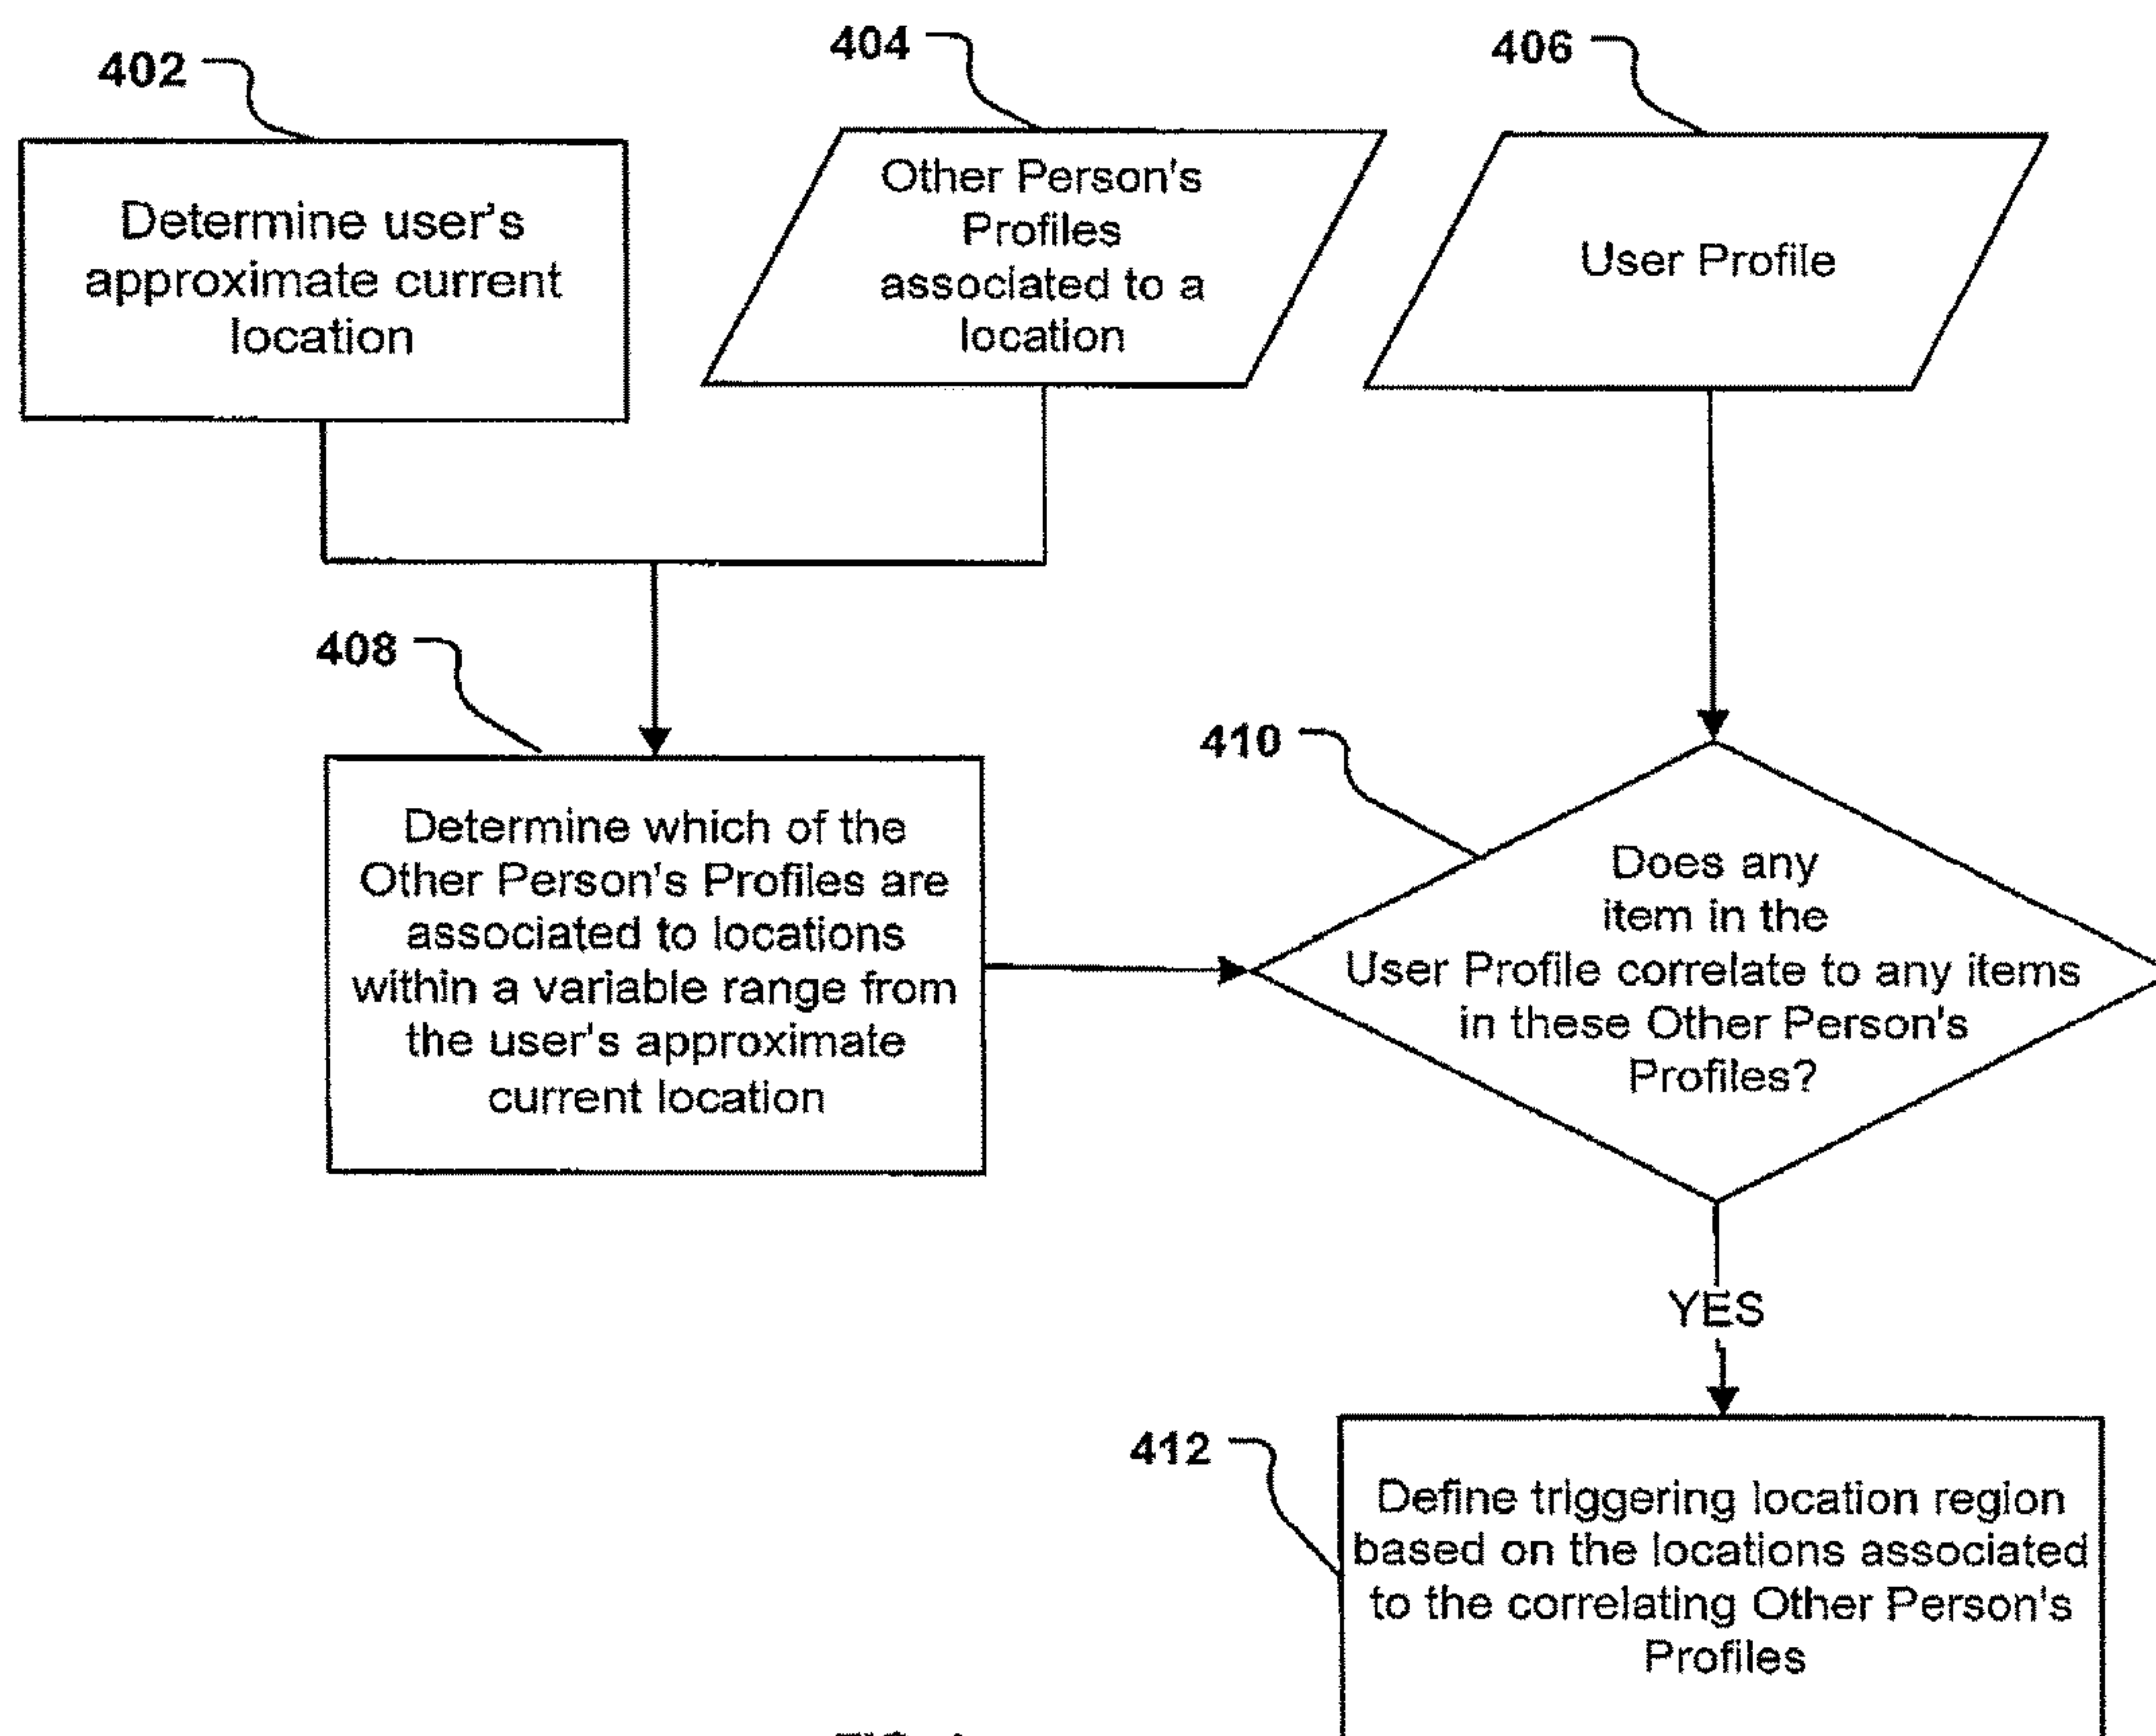 402
404
406
Determine user's
approximate current
location
Other Person's
Profiles
associated to a
location
User Profile
408
410
Determine which of the
Other Person's Profiles are
associated to locations
within a variable range from
the user's approximate
current location
Does any
item in the
User Profile correlate to any items
in these Other Person's
Profiles?
YES
412
Define triggering location region
based on the locations associated
to the correlating Other Person's
Profiles